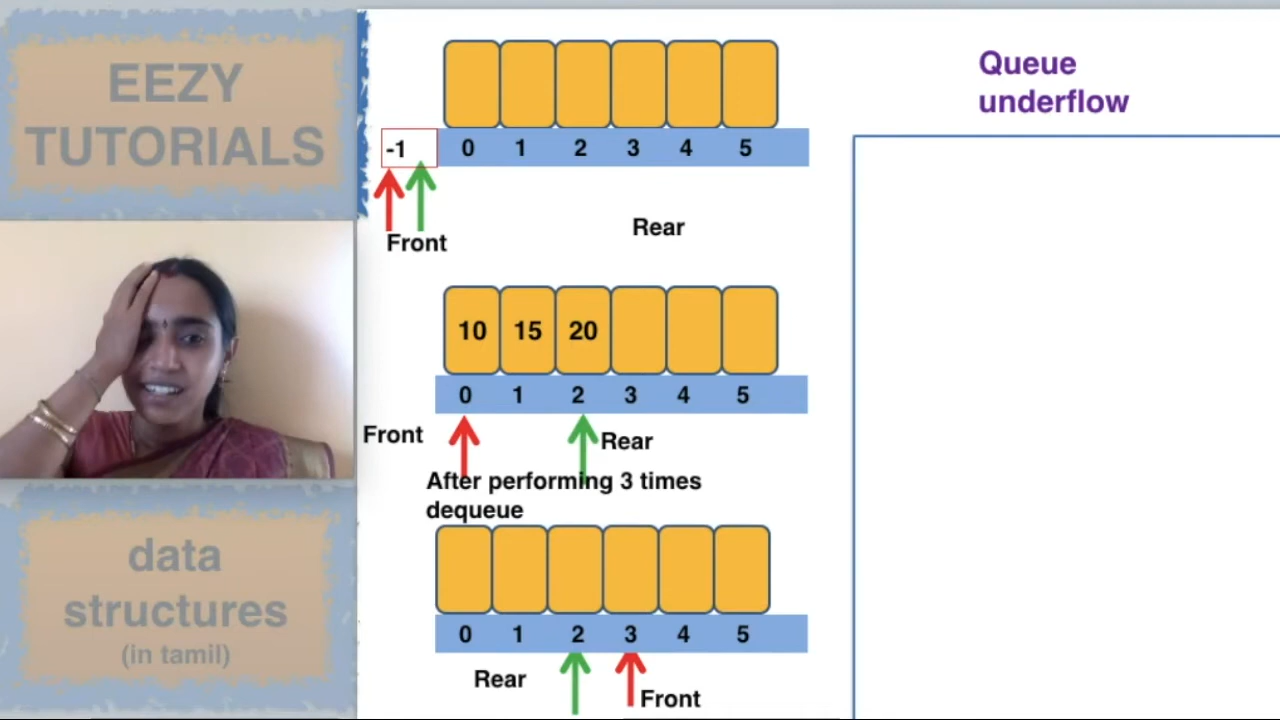 EEZY
TUTORIALS
data
structures
(in tamil)
Queue
underflow
-1 0 1 2 3 4 5
Front
Rear
10 15 20
0 1 2 3 4 5
Front
Rear
After performing 3 times
dequeue
0 1 2 3 4 5
Rear
Front